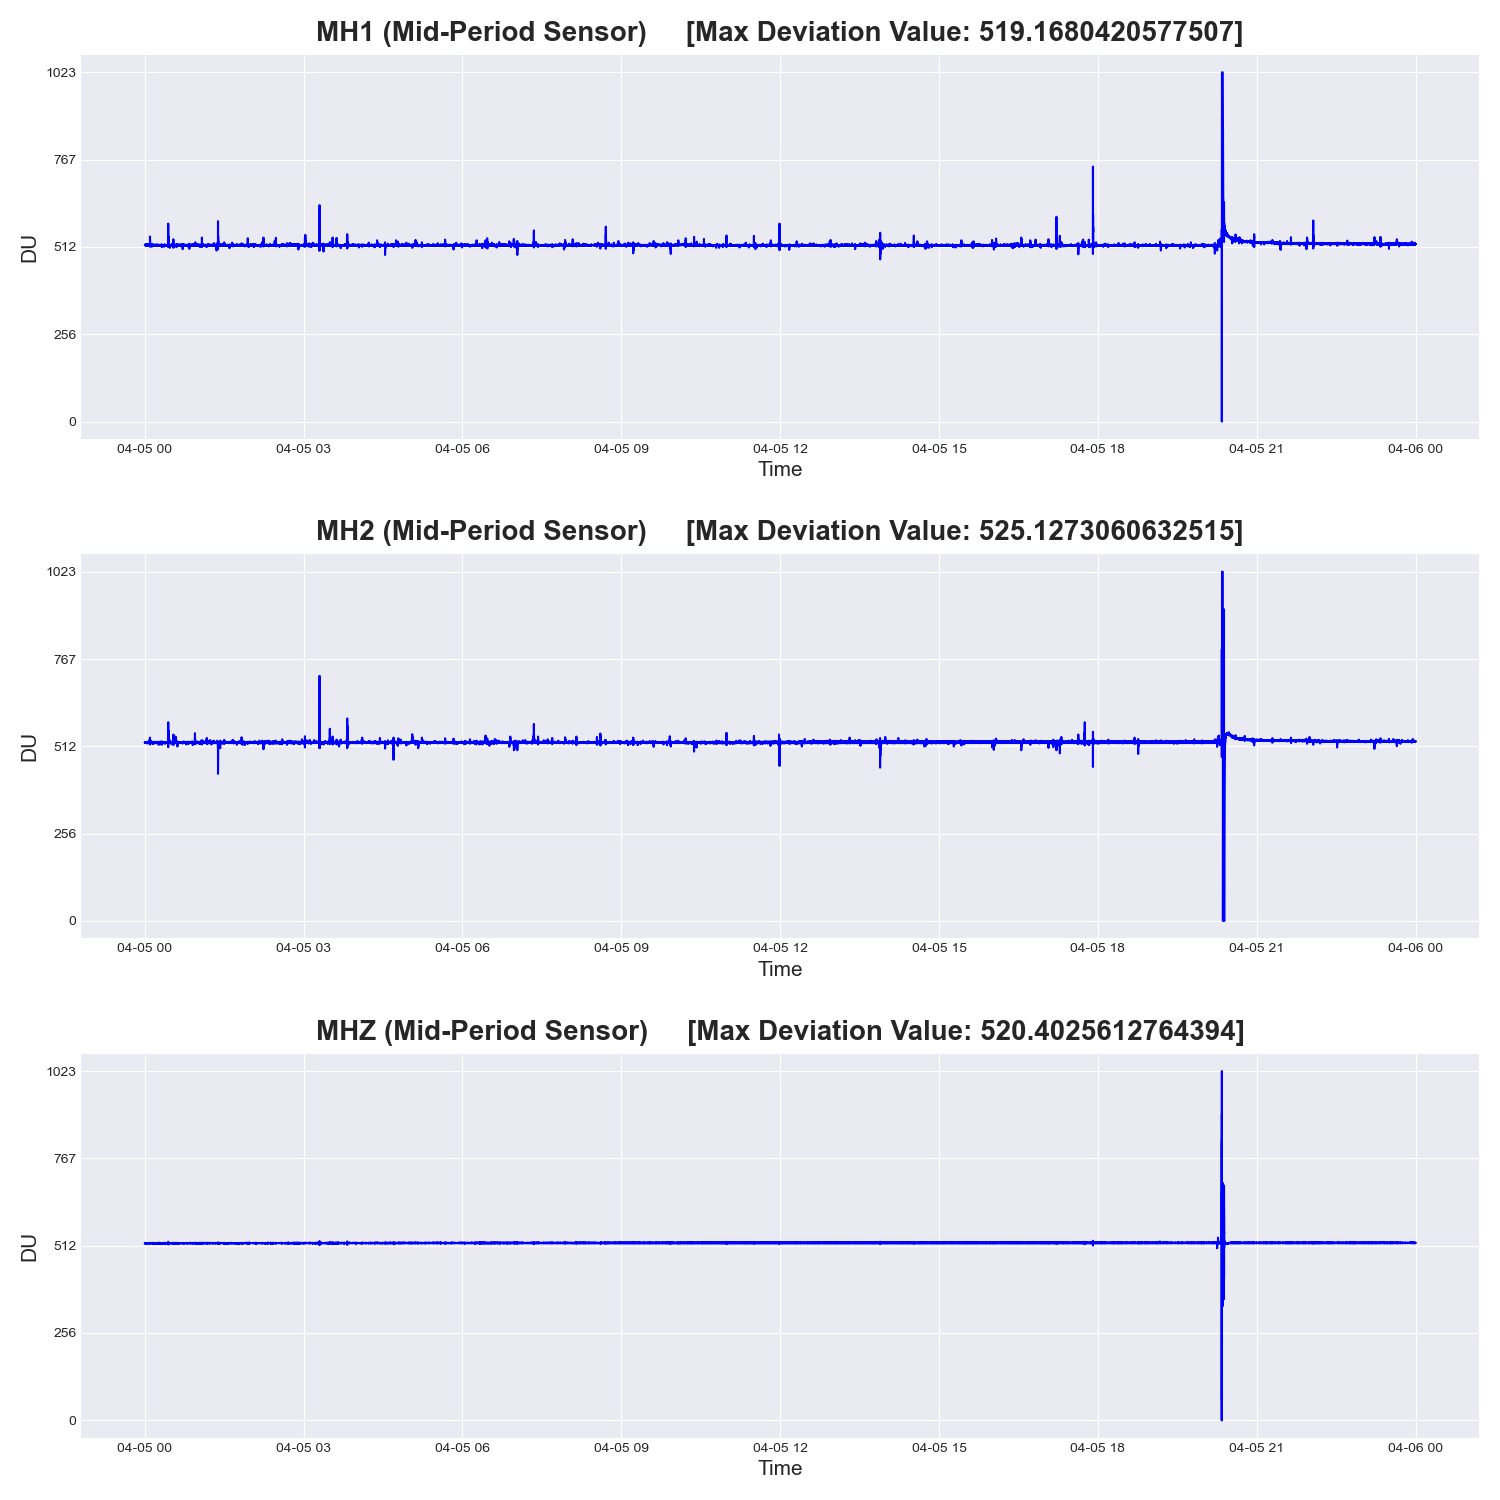 MH1 (Mid-Period Sensor) [Max Deviation Value: 519.1680420577507]
1023
767
512
256
0
DU
04-05 00 04-05 03 04-05 06 04-05 09 04-05 12 04-05 15 04-05 18 04-05 21 04-06 00
Time
MH2 (Mid-Period Sensor) [Max Deviation Value: 525.1273060632515]
1023
767
512
256
0
DU
04-05 00 04-05 03 04-05 06 04-05 09 04-05 12 04-05 15 04-05 18 04-05 21 04-06 00
Time
MHZ (Mid-Period Sensor) [Max Deviation Value: 520.4025612764394]
1023
767
512
256
0
DU
04-05 00 04-05 03 04-05 06 04-05 09 04-05 12 04-05 15 04-05 18 04-05 21 04-06 00
Time